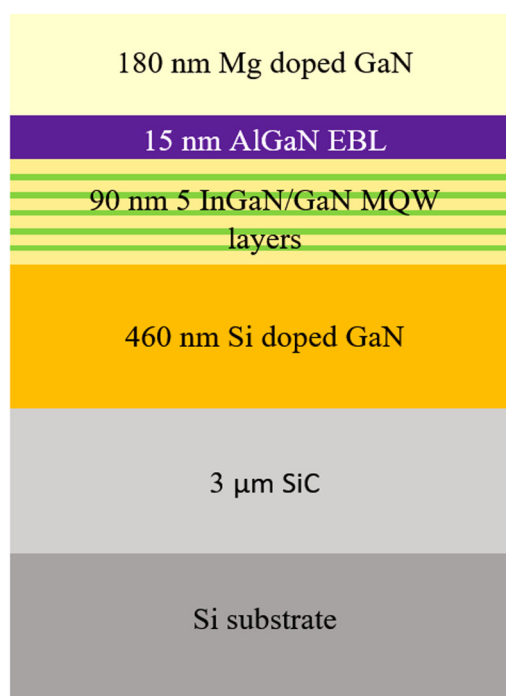 180 nm Mg doped GaN
15 nm AlGaN EBL
90 nm 5 InGaN/GaN MQW
layers
460 nm Si doped GaN
3 μm SiC
Si substrate